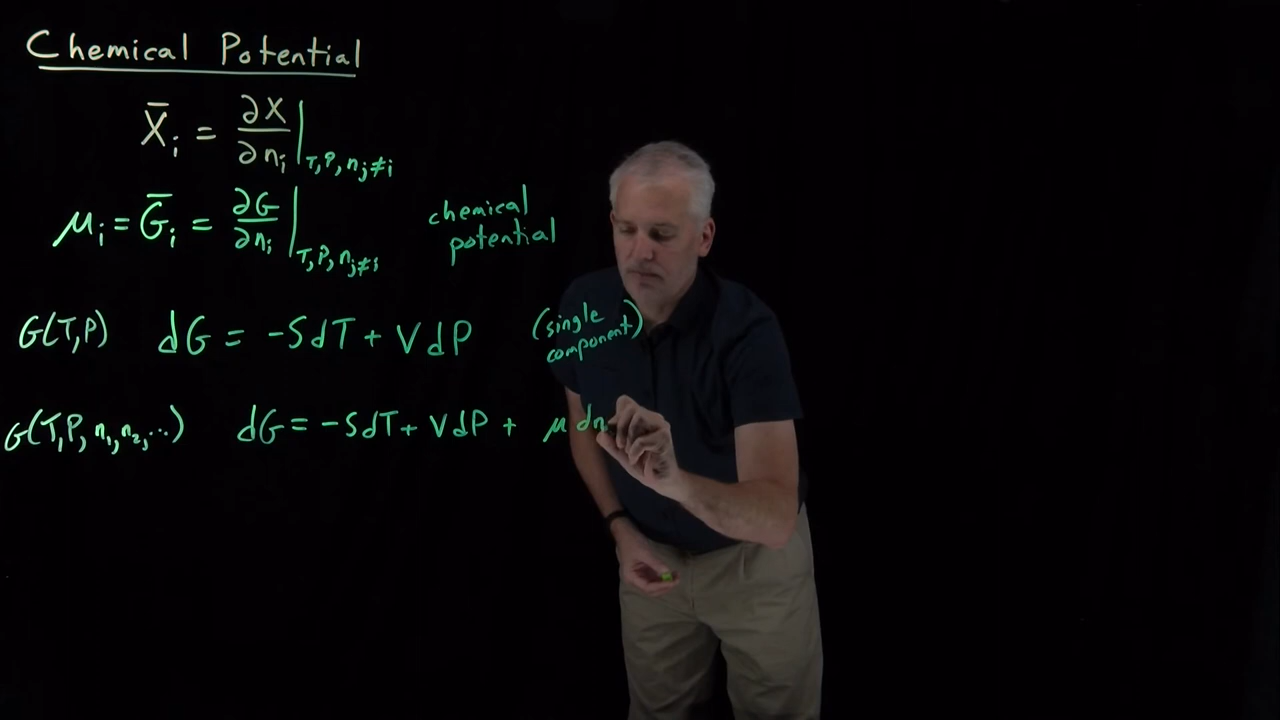 Chemical Potential
X̄ᵢ = ∂X/∂nᵢ |T,P,nⱼ≠ᵢ
μᵢ = Ḡᵢ = ∂G/∂nᵢ |T,P,nⱼ≠ᵢ
chemical
potential
G(T,P) dG = -SdT + VdP
(single
component)
G(T,P,n₁,n₂,...) dG = -SdT + VdP + μ dn